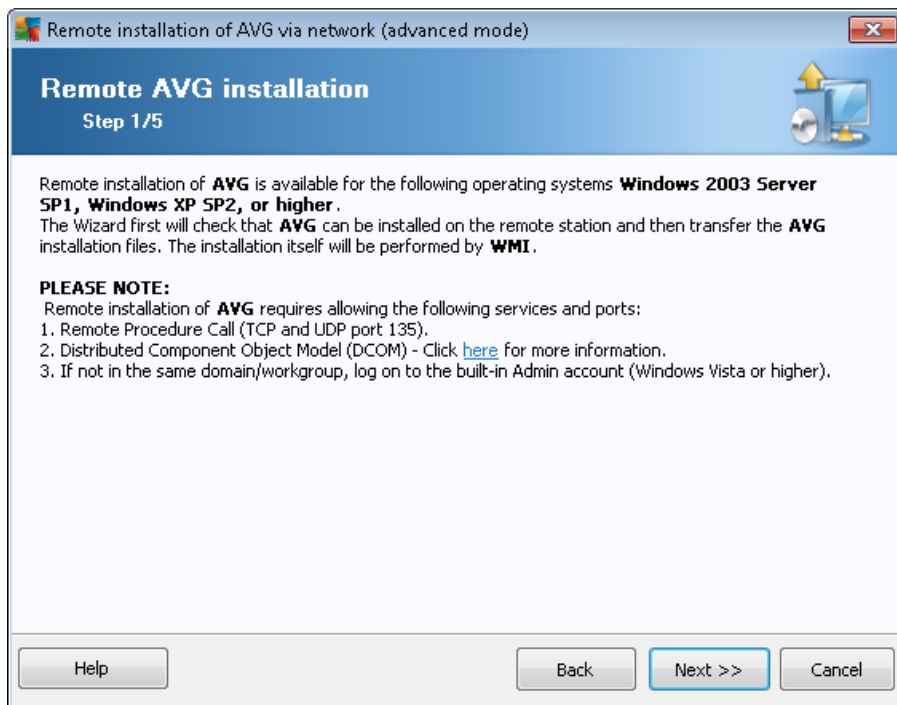 Remote installation of AVG via network (advanced mode)
Remote AVG installation
Step 1/5
Remote installation of AVG is available for the following operating systems Windows 2003 Server
SP1, Windows XP SP2, or higher.
The Wizard first will check that AVG can be installed on the remote station and then transfer the AVG
installation files. The installation itself will be performed by WMI.
PLEASE NOTE:
Remote installation of AVG requires allowing the following services and ports:
1. Remote Procedure Call (TCP and UDP port 135).
2. Distributed Component Object Model (DCOM) - Click here for more information.
3. If not in the same domain/workgroup, log on to the built-in Admin account (Windows Vista or higher).
Help
Back
Next >>
Cancel